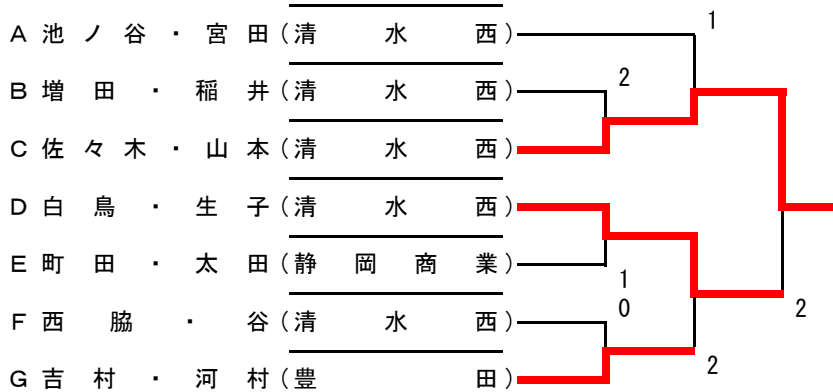 A 池ノ谷・宮田(清水西) 1
B 増田・稲井(清水西) 2
C 佐々木・山本(清水西)
D 白鳥・生子(清水西)
E 町田・太田(静岡商業) 1
0 2
F 西脇・谷(清水西)
G 吉村・河村(豊田) 2